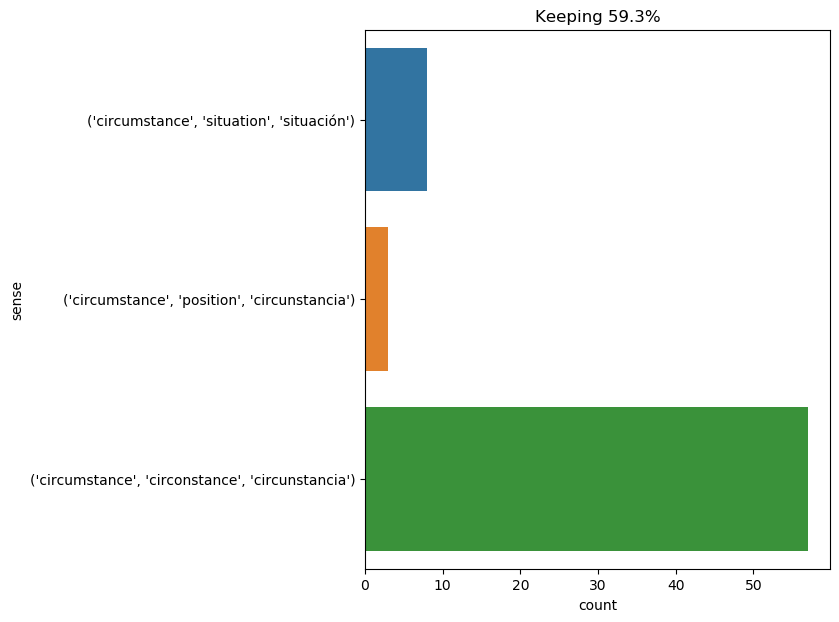 Keeping 59.3%
('circumstance', 'situation', 'situación')
('circumstance', 'position', 'circunstancia')
('circumstance', 'circonstance', 'circunstancia')
sense
0 10 20 30 40 50
count